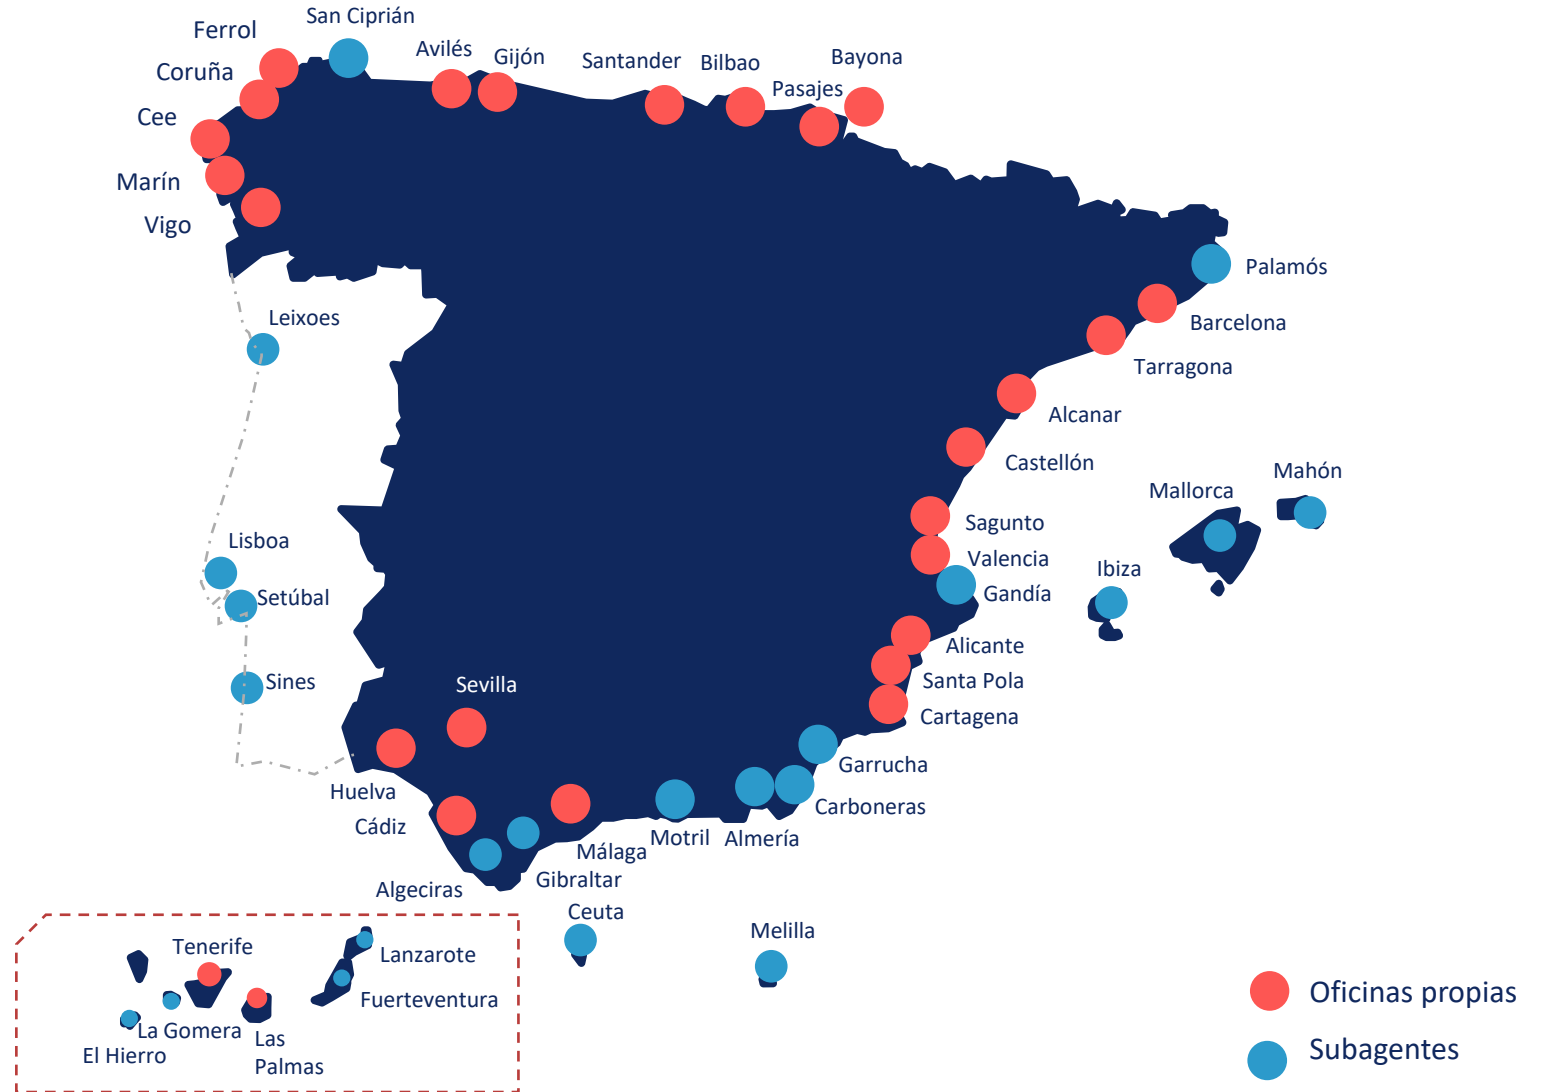 San Ciprián
Ferrol
Avilés
Gijón
Bayona
Santander
Bilbao
Coruña
Pasajes
Cee
Marín
Vigo
Palamós
Leixoes
Barcelona
Tarragona
Alcanar
Castellón
Mahón
Mallorca
Sagunto
Lisboa
Valencia
Ibiza
Gandía
Setúbal
Alicante
Santa Pola
Sines
Sevilla
Cartagena
Garrucha
Huelva
Carboneras
Cádiz
Motril
Almería
Málaga
Gibraltar
Algeciras
Ceuta
Melilla
Tenerife
Lanzarote
Fuerteventura
La Gomera
Las
Palmas
El Hierro
Oficinas propias
Subagentes